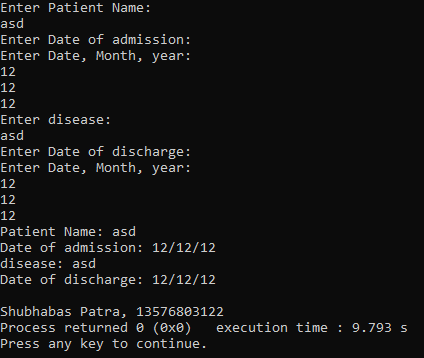 Enter Patient Name:
asd
Enter Date of admission:
Enter Date, Month, year:
12
12
12
Enter disease:
asd
Enter Date of discharge:
Enter Date, Month, year:
12
12
12
Patient Name: asd
Date of admission: 12/12/12
disease: asd
Date of discharge: 12/12/12
Shubhabas Patra, 13576803122
Process returned 0 (0x0)   execution time : 9.793 s
Press any key to continue.